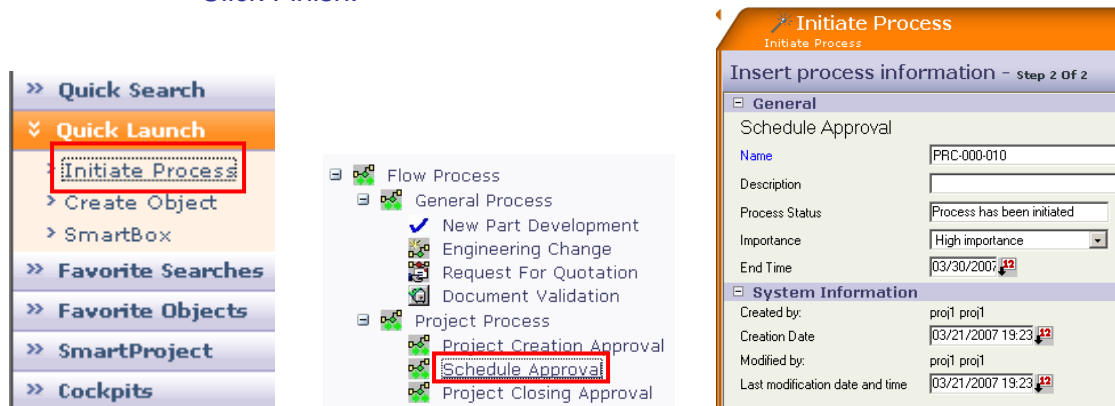 Click Finish
Quick Search
Quick Launch
Initiate Process
Create Object
SmartBox
Favorite Searches
Favorite Objects
SmartProject
Cockpits
Flow Process
General Process
New Part Development
Engineering Change
Request For Quotation
Document Validation
Project Process
Project Creation Approval
Schedule Approval
Project Closing Approval
Initiate Process
Initiate Process
Insert process information - Step 2 Of 2
General
Schedule Approval
Name PRC-000-010
Description
Process Status Process has been initiated
Importance High importance
End Time 03/30/2007 12
System Information
Created by: proj1 proj1
Creation Date 03/21/2007 19:23 12
Modified by: proj1 proj1
Last modification date and time 03/21/2007 19:23 12